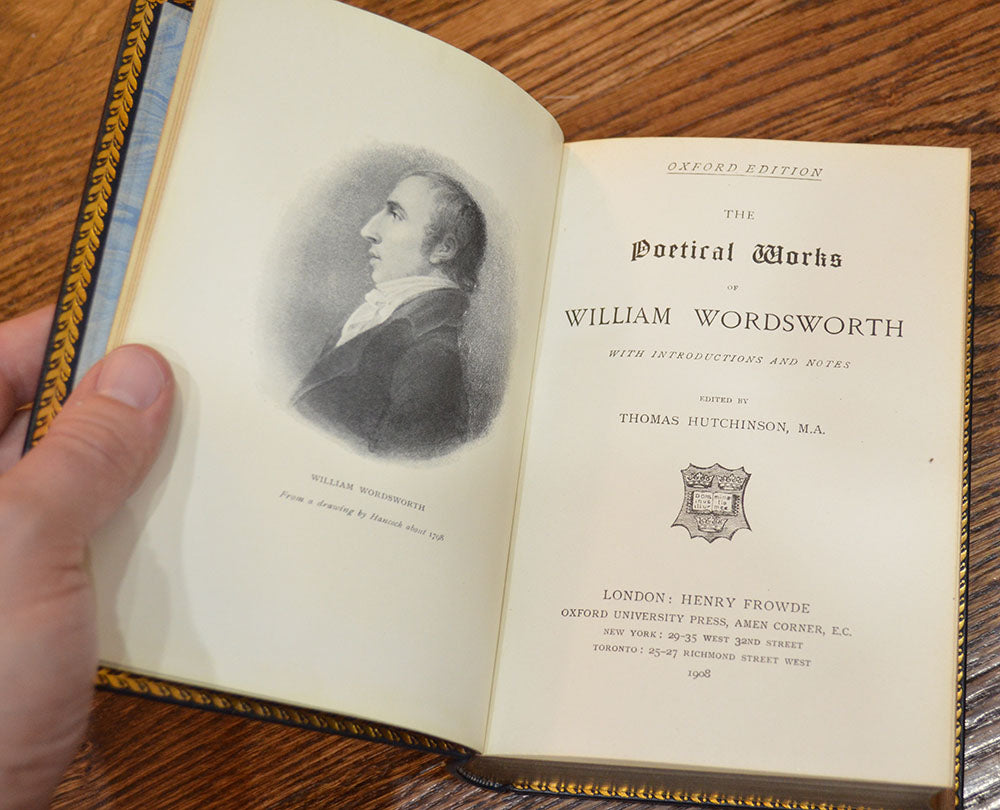 WILLIAM WORDSWORTH
From a drawing by Hancock about 1798
OXFORD EDITION
THE
Poetical Works
OF
WILLIAM WORDSWORTH
WITH INTRODUCTIONS AND NOTES
EDITED BY
THOMAS HUTCHINSON, M.A.
LONDON: HENRY FROWDE
OXFORD UNIVERSITY PRESS, AMEN CORNER, E.C.
NEW YORK: 29–35 WEST 32ND STREET
TORONTO: 25–27 RICHMOND STREET WEST
1908